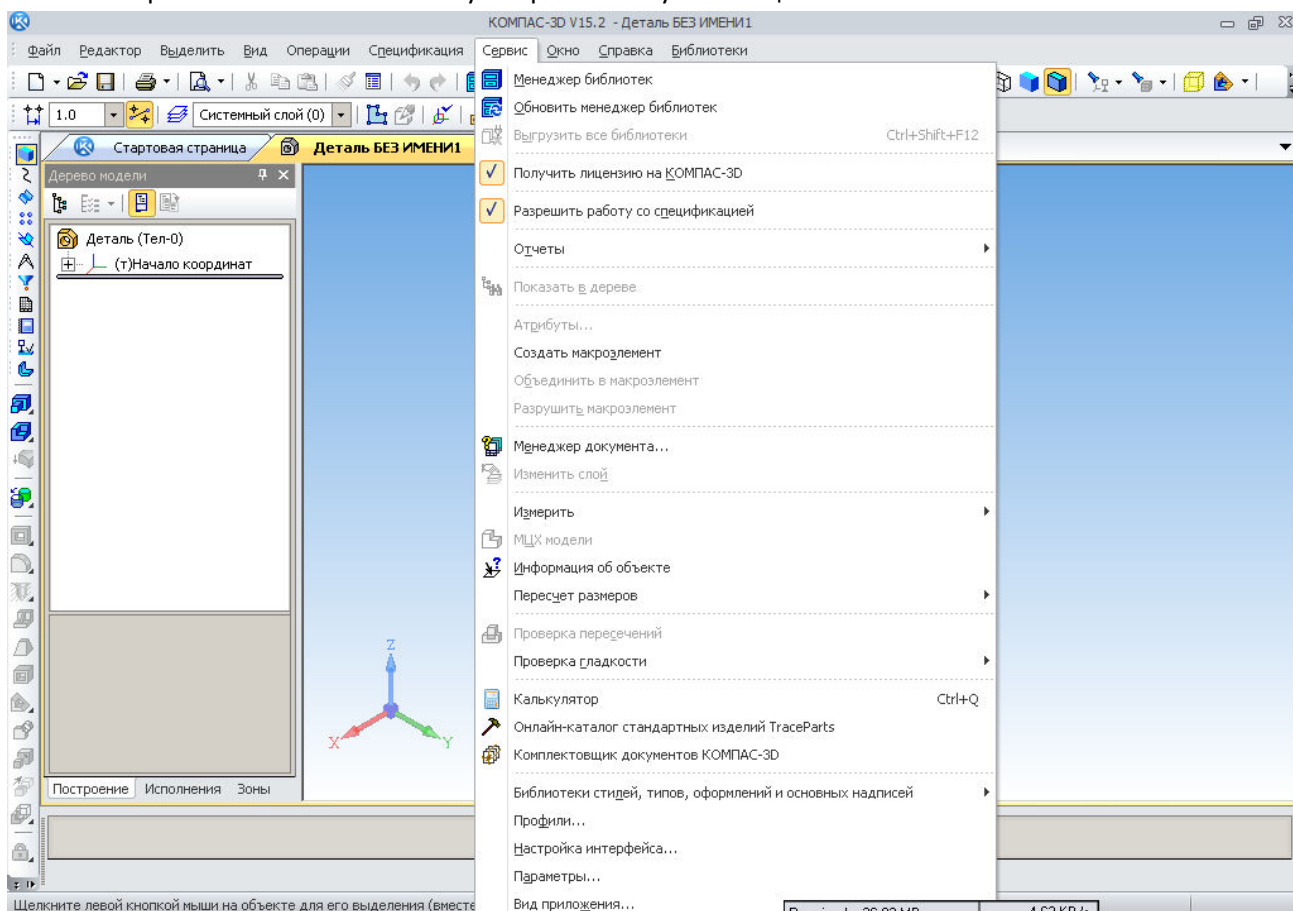 КОМПАС-3D V15.2 - Деталь БЕЗ ИМЕНИ1
Файл Редактор Выделить Вид Операции Спецификация Сервис Окно Справка Библиотеки
1.0 Системный слой (0)
Стартовая страница Деталь БЕЗ ИМЕНИ1
Дерево модели
Деталь (Тел-0)
(т)Начало координат
Менеджер библиотек
Обновить менеджер библиотек
Выгрузить все библиотеки Ctrl+Shift+F12
Получить лицензию на КОМПАС-3D
Разрешить работу со спецификацией
Отчеты
Показать в дереве
Атрибуты...
Создать макроэлемент
Объединить в макроэлемент
Разрушить макроэлемент
Менеджер документа...
Изменить слой
Измерить
МЦХ модели
Информация об объекте
Пересчет размеров
Проверка пересечений
Проверка гладкости
Калькулятор Ctrl+Q
Онлайн-каталог стандартных изделий TraceParts
Комплектовщик документов КОМПАС-3D
Библиотеки стилей, типов, оформлений и основных надписей
Профили...
Настройка интерфейса...
Параметры...
Вид приложения...
Z
X
Y
Построение Исполнения Зоны
Щелкните левой кнопкой мыши на объекте для его выделения (вместе